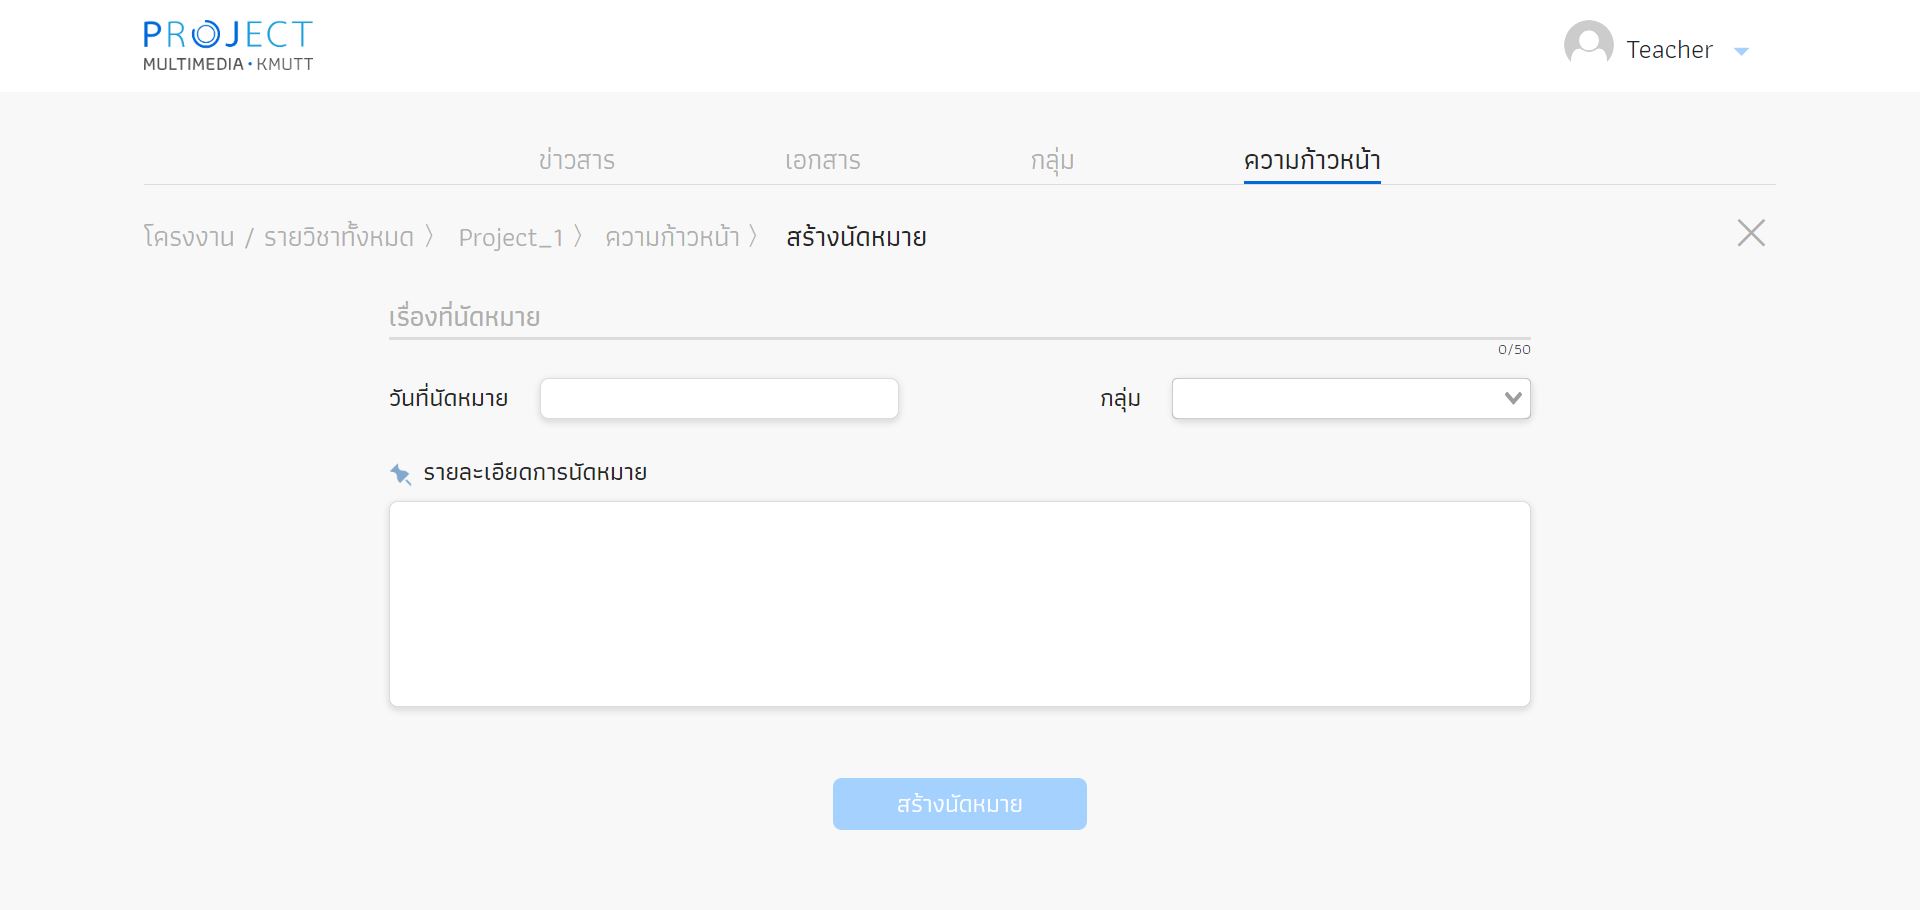 PROJECT
MULTIMEDIA • KMUTT
Teacher
ข่าวสาร เอกสาร กลุ่ม ความก้าวหน้า
โครงงาน / รายวิชาทั้งหมด 〉 Project_1 〉 ความก้าวหน้า 〉 สร้างนัดหมาย
เรื่องที่นัดหมาย
0/50
วันที่นัดหมาย กลุ่ม
รายละเอียดการนัดหมาย
สร้างนัดหมาย